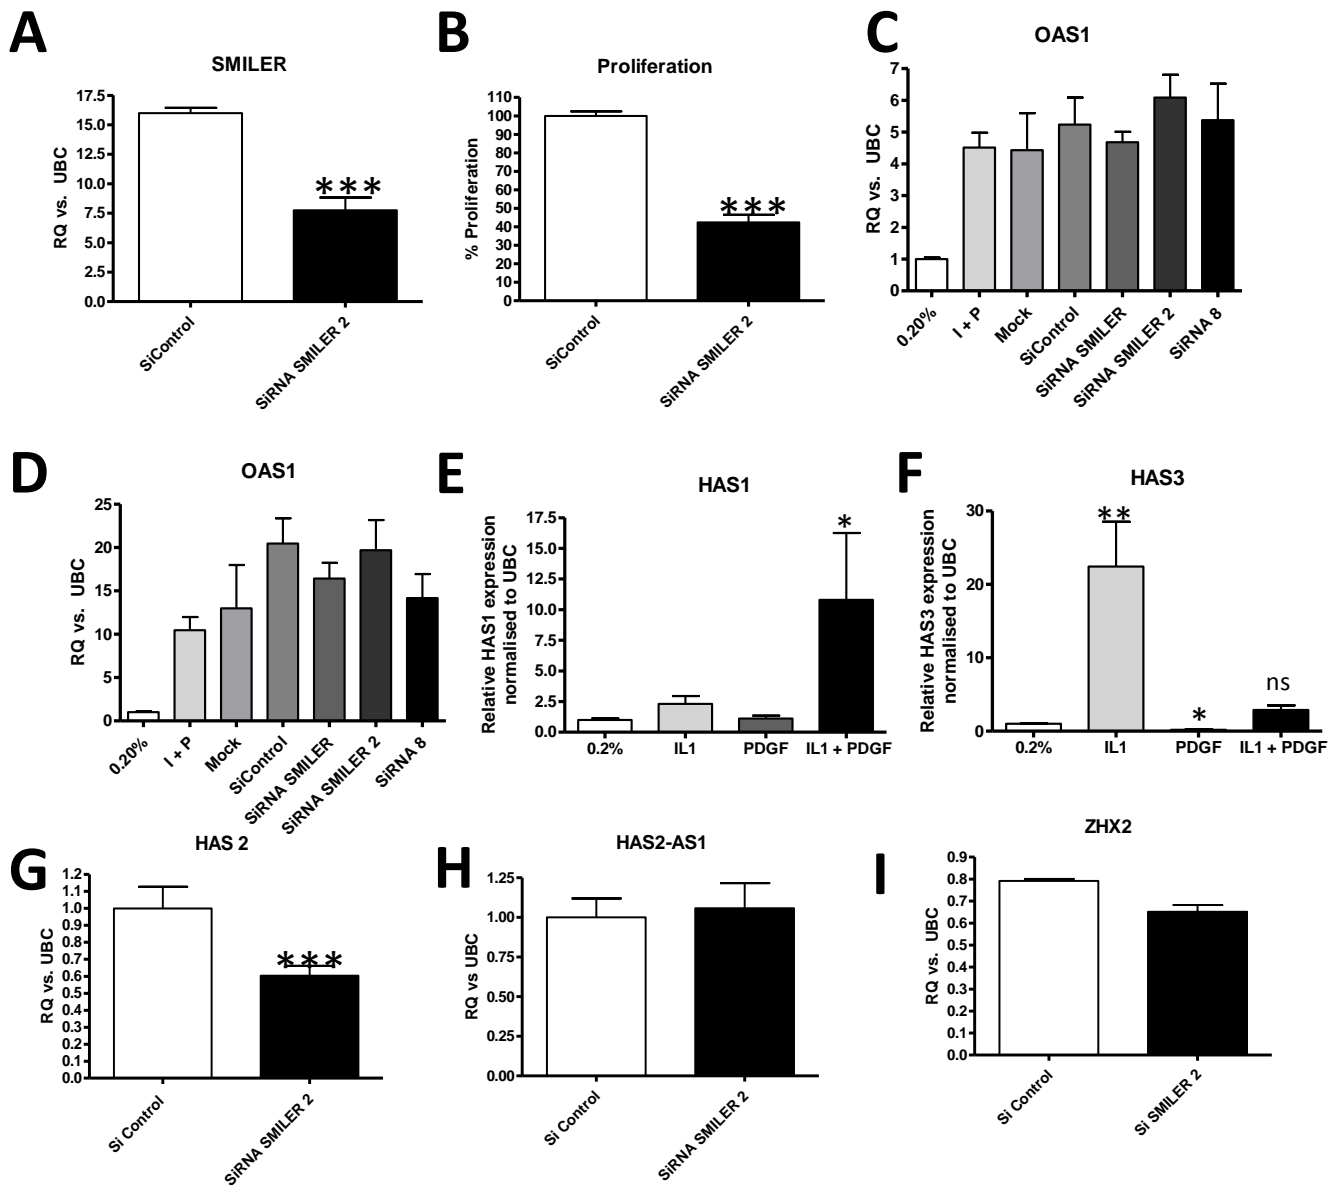 A
SMILER
RQ vs. UBC
17.5
15.0
12.5
10.0
7.5
5.0
2.5
0.0
***
SiControl
SiRNA SMILER 2
B
Proliferation
% Proliferation
110
100
90
80
70
60
50
40
30
20
10
0
***
SiControl
SiRNA SMILER 2
C
OAS1
RQ vs. UBC
7
6
5
4
3
2
1
0
0.20%
I + P
Mock
SiControl
SiRNA SMILER
SiRNA SMILER 2
SiRNA 8
D
OAS1
RQ vs. UBC
25
20
15
10
5
0
0.20%
I + P
Mock
SiControl
SiRNA SMILER
SiRNA SMILER 2
SiRNA 8
E
HAS1
Relative HAS1 expression
normalised to UBC
17.5
15.0
12.5
10.0
7.5
5.0
2.5
0.0
*
0.2%
IL1
PDGF
IL1 + PDGF
F
HAS3
Relative HAS3 expression
normalised to UBC
30
20
10
0
**
*
ns
0.2%
IL1
PDGF
IL1 + PDGF
G
HAS 2
RQ vs. UBC
1.2
1.1
1.0
0.9
0.8
0.7
0.6
0.5
0.4
0.3
0.2
0.1
0.0
***
Si Control
SiRNA SMILER 2
H
HAS2-AS1
RQ vs UBC
1.25
1.00
0.75
0.50
0.25
0.00
Si Control
SiRNA SMILER 2
I
ZHX2
RQ vs. UBC
0.9
0.8
0.7
0.6
0.5
0.4
0.3
0.2
0.1
0.0
Si Control
Si SMILER 2